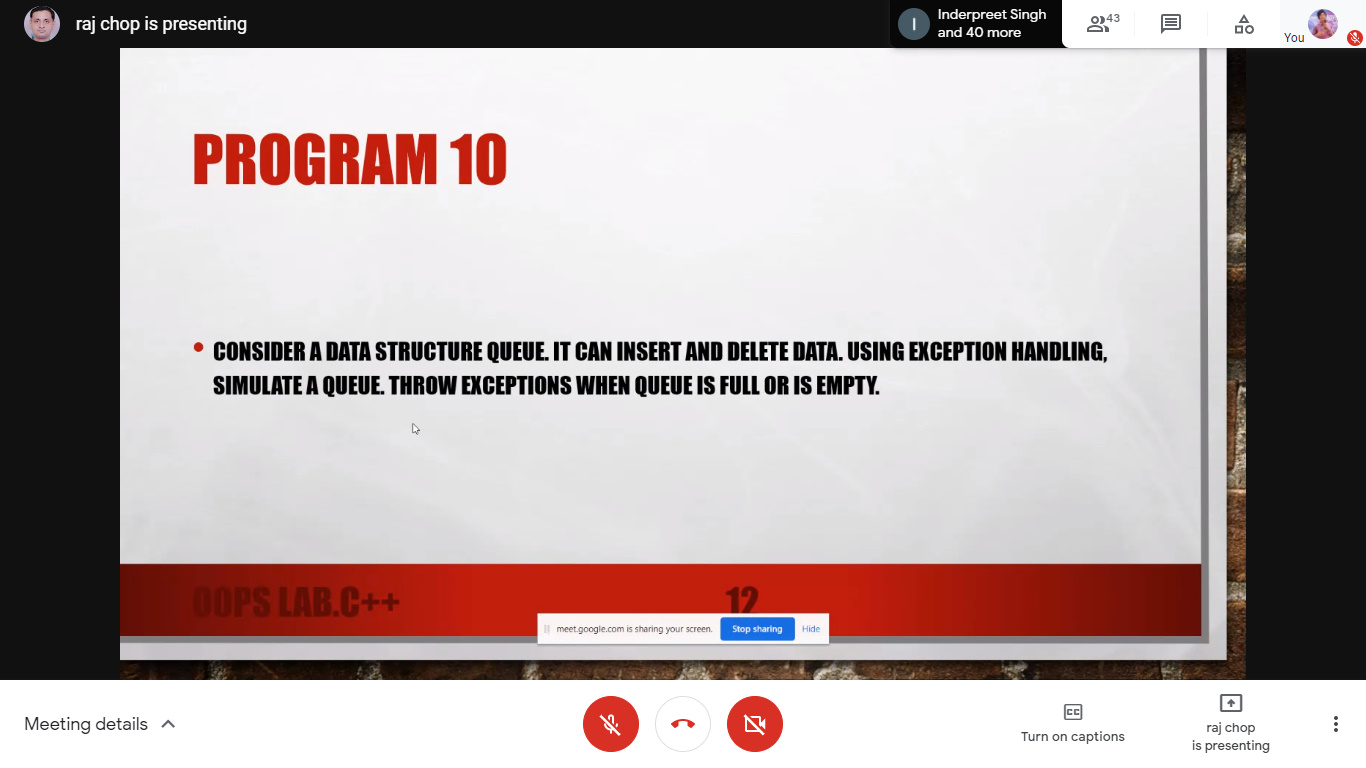 raj chop is presenting
I
Inderpreet Singh
and 40 more
43
You
PROGRAM 10
CONSIDER A DATA STRUCTURE QUEUE. IT CAN INSERT AND DELETE DATA. USING EXCEPTION HANDLING,
SIMULATE A QUEUE. THROW EXCEPTIONS WHEN QUEUE IS FULL OR IS EMPTY.
OOPS LAB.C++
12
meet.google.com is sharing your screen.
Stop sharing
Hide
Meeting details
CC
Turn on captions
raj chop
is presenting